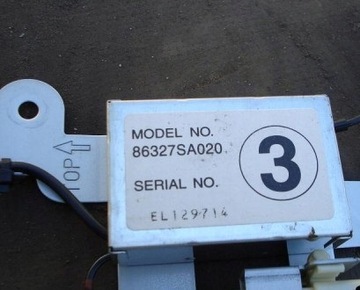 MODEL NO.
86327SA020.
3
SERIAL NO.
EL129714
TOP